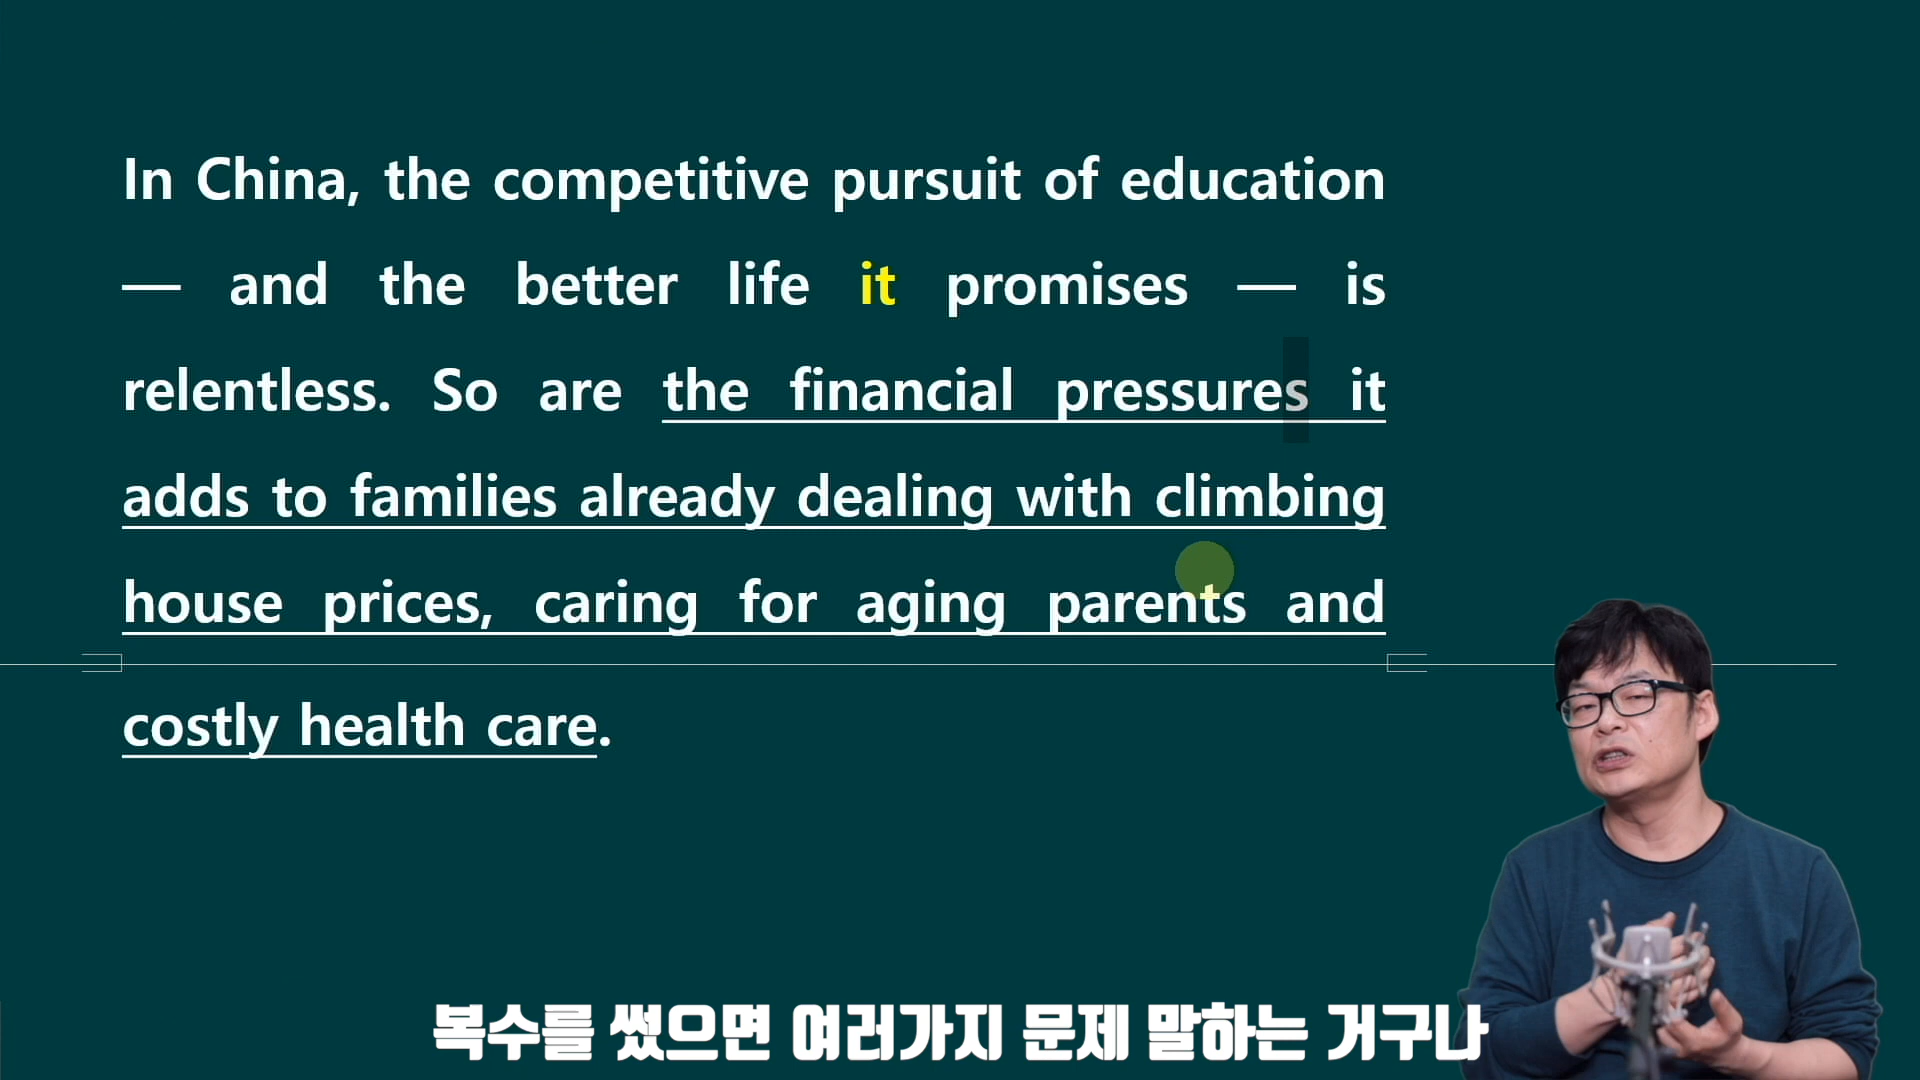 In China, the competitive pursuit of education
— and the better life it promises — is
relentless. So are the financial pressures it
adds to families already dealing with climbing
house prices, caring for aging parents and
costly health care.
복수를 썼으면 여러가지 문제 말하는 거구나